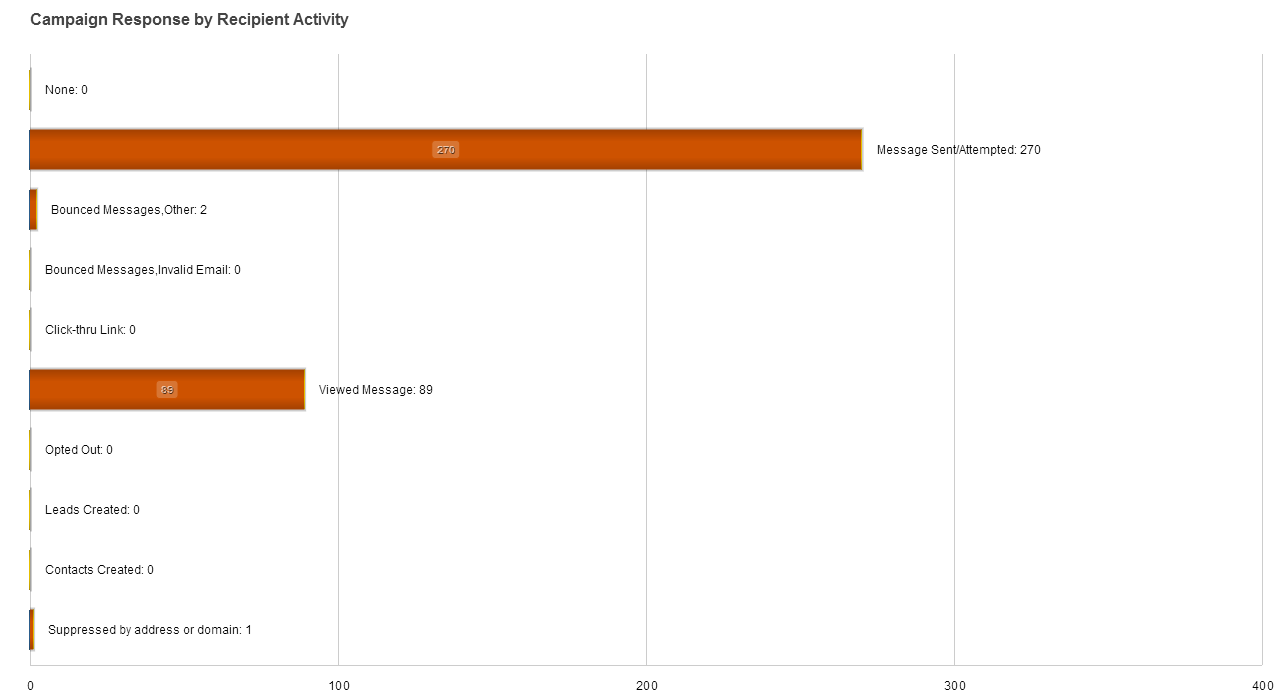 Campaign Response by Recipient Activity
None: 0
270
Message Sent/Attempted: 270
Bounced Messages,Other: 2
Bounced Messages,Invalid Email: 0
Click-thru Link: 0
89
Viewed Message: 89
Opted Out: 0
Leads Created: 0
Contacts Created: 0
Suppressed by address or domain: 1
0 100 200 300 400